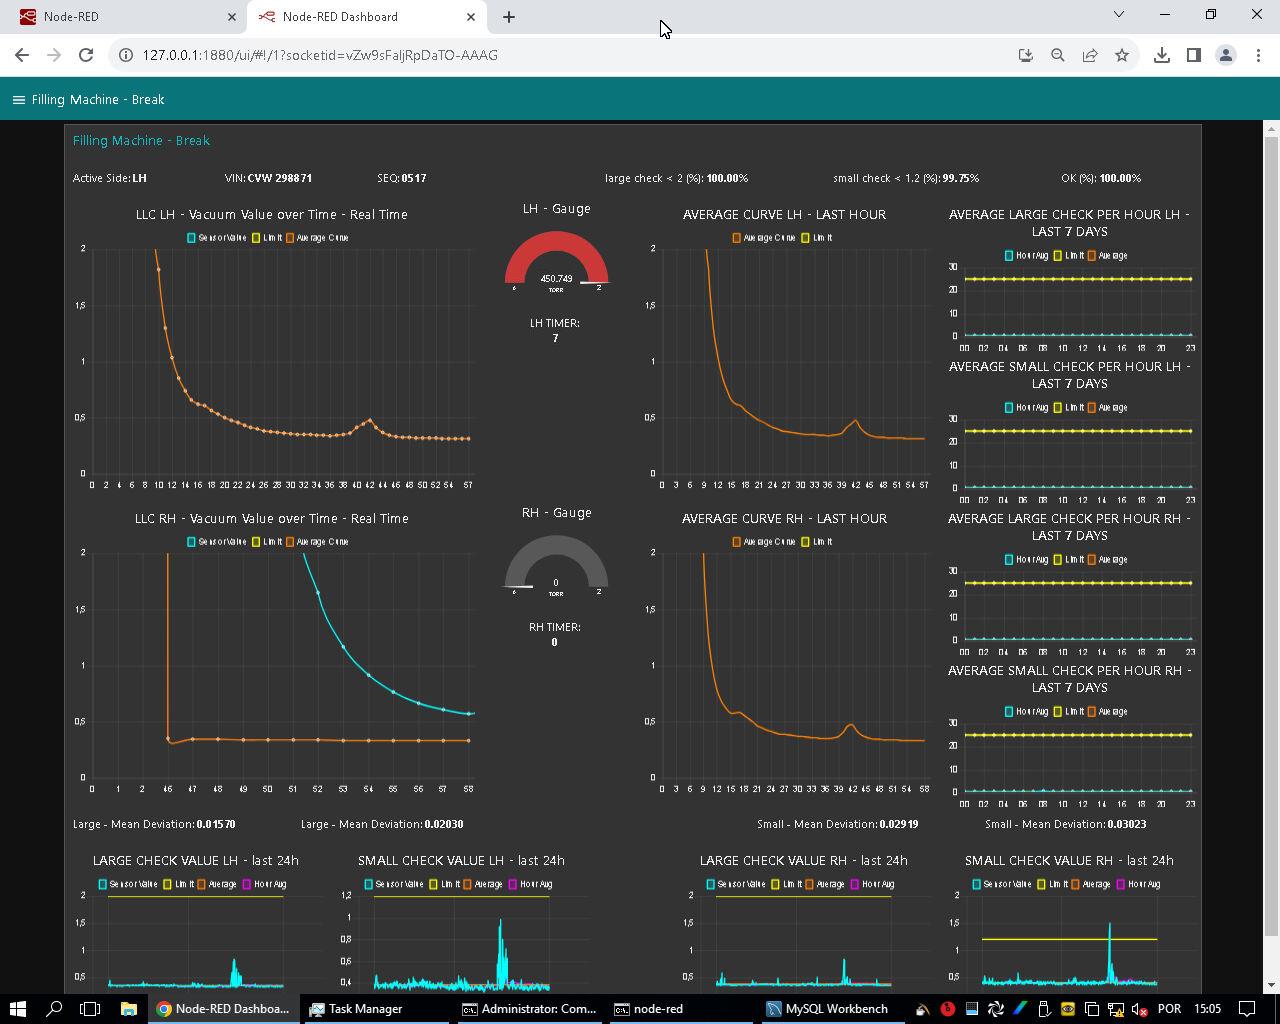 Node-RED
Node-RED Dashboard
127.0.0.1:1880/ui/#!/1?socketid=vZw9sFaljRpDaTO-AAAG
Filling Machine - Break
Filling Machine - Break
Active Side: LH VIN: CVW 298871 SEQ: 0517 large check < 2 (%): 100.00% small check < 1.2 (%): 99.75% OK (%): 100.00%
LLC LH - Vacuum Value over Time - Real Time
Sensor Value Limit Average Curve
2
1,5
1
0,5
0
0 2 4 6 8 10 12 14 16 18 20 22 24 26 28 30 32 34 36 38 40 42 44 46 48 50 52 54 57
LH - Gauge
450.749
TORR
6 2
LH TIMER:
7
AVERAGE CURVE LH - LAST HOUR
Average Curve Limit
2
1,5
1
0,5
0
0 3 6 9 12 15 18 21 24 27 30 33 36 39 42 45 48 51 54 57
AVERAGE LARGE CHECK PER HOUR LH -
LAST 7 DAYS
Hour Avg Limit Average
30
20
10
0
00 02 04 06 08 10 12 14 16 18 20 23
AVERAGE SMALL CHECK PER HOUR LH -
LAST 7 DAYS
Hour Avg Limit Average
30
20
10
0
00 02 04 06 08 10 12 14 16 18 20 23
LLC RH - Vacuum Value over Time - Real Time
Sensor Value Limit Average Curve
2
1,5
1
0,5
0
0 1 2 46 47 48 49 50 51 52 53 54 55 56 57 58
RH - Gauge
0
TORR
6 2
RH TIMER:
0
AVERAGE CURVE RH - LAST HOUR
Average Curve Limit
2
1,5
1
0,5
0
0 3 6 9 12 15 18 21 24 27 30 33 36 39 42 45 48 51 54 58
AVERAGE LARGE CHECK PER HOUR RH -
LAST 7 DAYS
Hour Avg Limit Average
30
20
10
0
00 02 04 06 08 10 12 14 16 18 20 23
AVERAGE SMALL CHECK PER HOUR RH -
LAST 7 DAYS
Hour Avg Limit Average
30
20
10
0
00 02 04 06 08 10 12 14 16 18 20 23
Large - Mean Deviation: 0.01570 Large - Mean Deviation: 0.02030 Small - Mean Deviation: 0.02919 Small - Mean Deviation: 0.03023
LARGE CHECK VALUE LH - last 24h
Sensor Value Limit Average Hour Avg
2
1,5
1
0,5
SMALL CHECK VALUE LH - last 24h
Sensor Value Limit Average Hour Avg
1,2
1
0,8
0,6
0,4
LARGE CHECK VALUE RH - last 24h
Sensor Value Limit Average Hour Avg
2
1,5
1
0,5
SMALL CHECK VALUE RH - last 24h
Sensor Value Limit Average Hour Avg
2
1,5
1
0,5
Node-RED Dashboa... Task Manager Administrator: Com... node-red MySQL Workbench POR 15:05